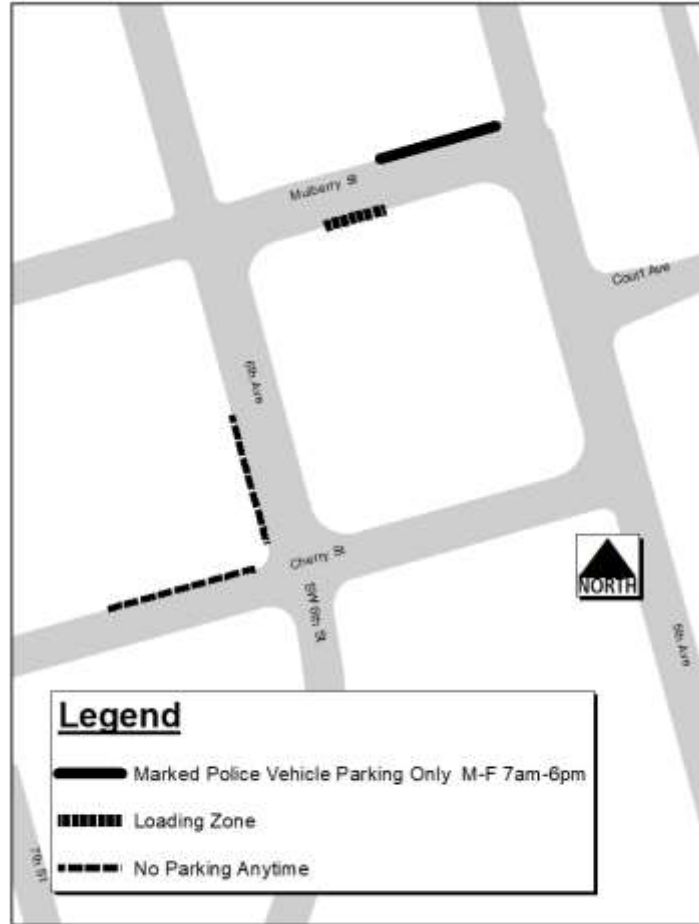 Mulberry St
Court Ave
6th Ave
Cherry St
NORTH
SW 6th St
5th Ave
Legend
Marked Police Vehicle Parking Only M-F 7am-6pm
Loading Zone
No Parking Anytime
7th St